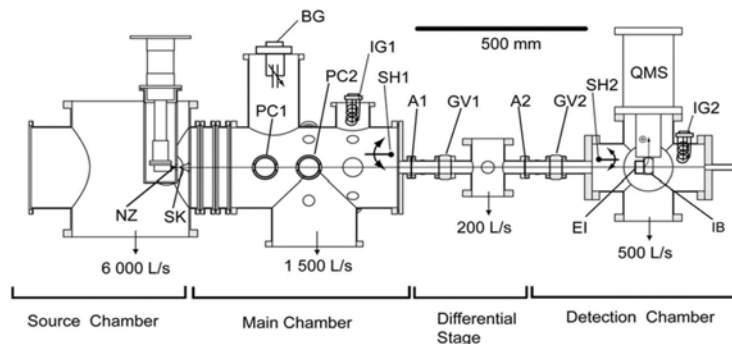 BG
IG1
500 mm
PC2
SH1
QMS
PC1
A1
GV1
A2
GV2
SH2
IG2
NZ
SK
EI
IB
6 000 L/s
1 500 L/s
200 L/s
500 L/s
Source Chamber
Main Chamber
Differential
Stage
Detection Chamber